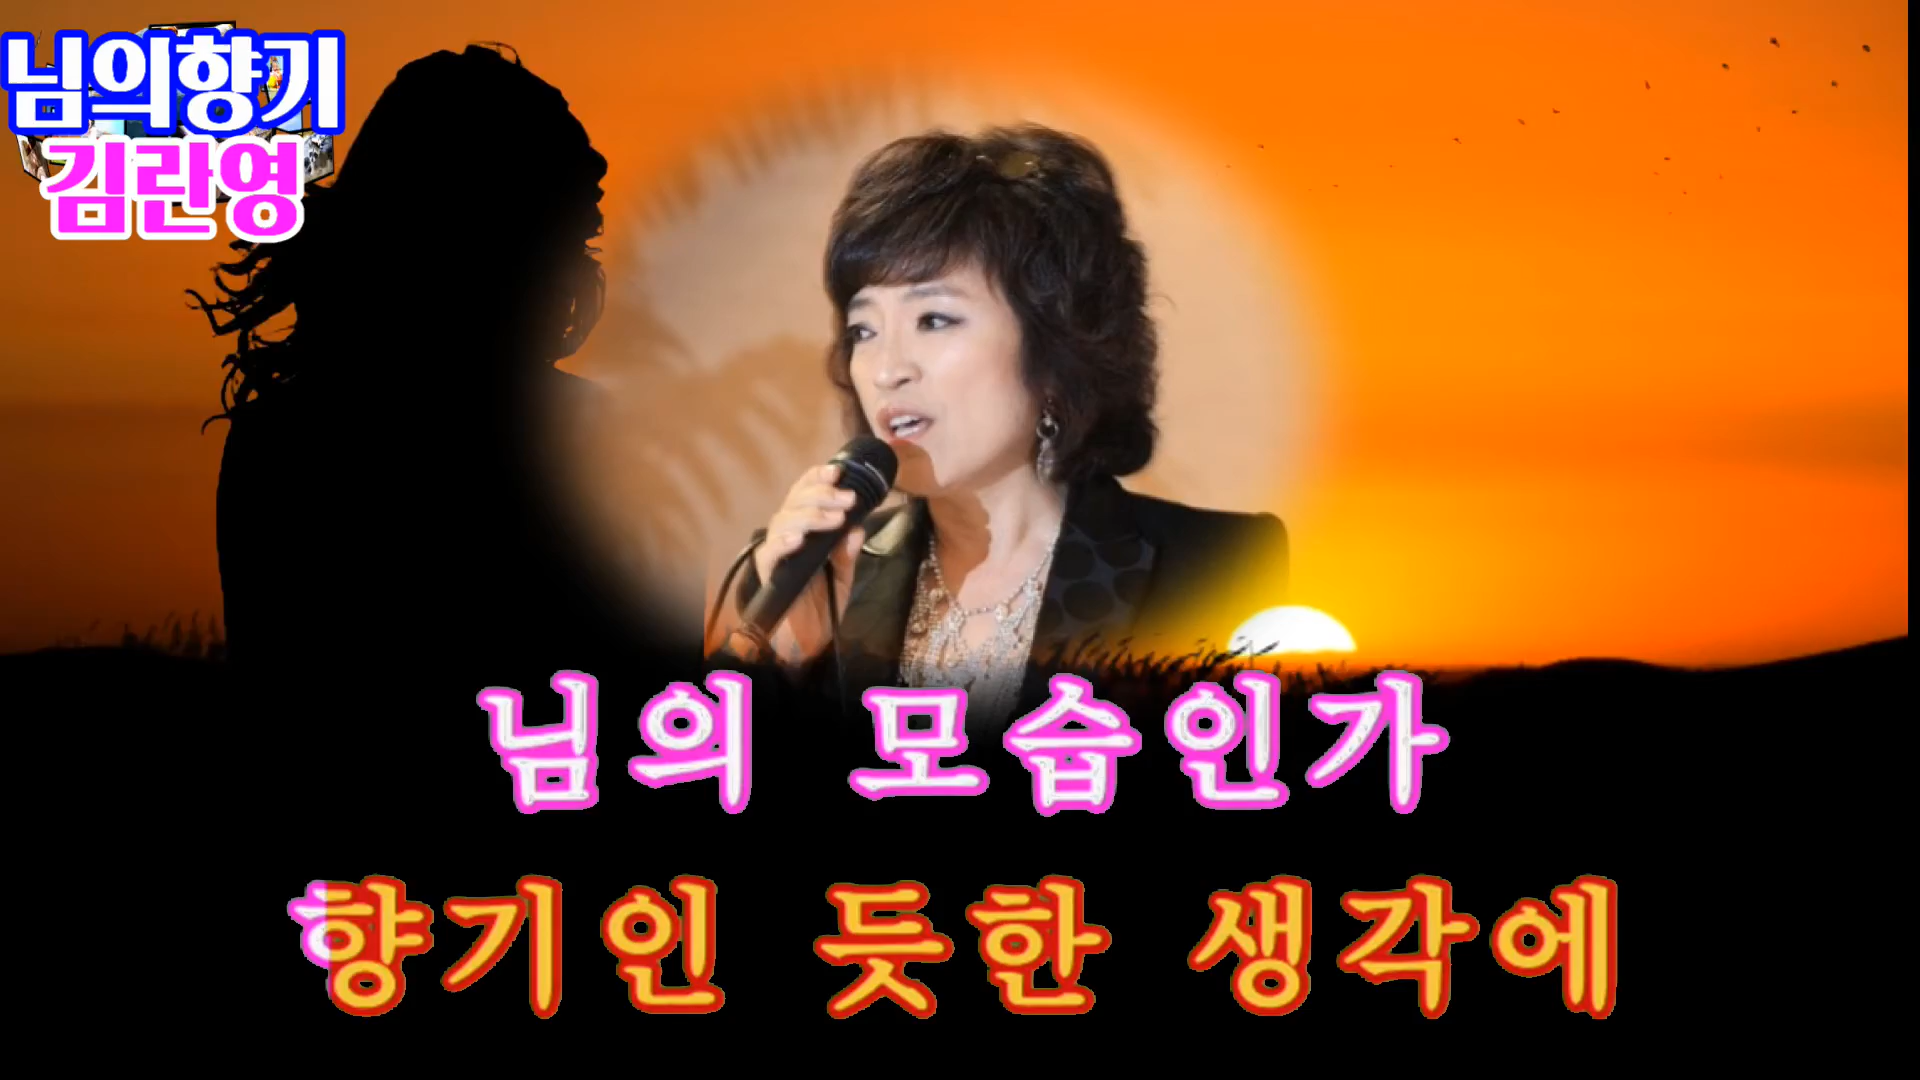 님의향기
김란영
님의 모습인가
향기인 듯한 생각에